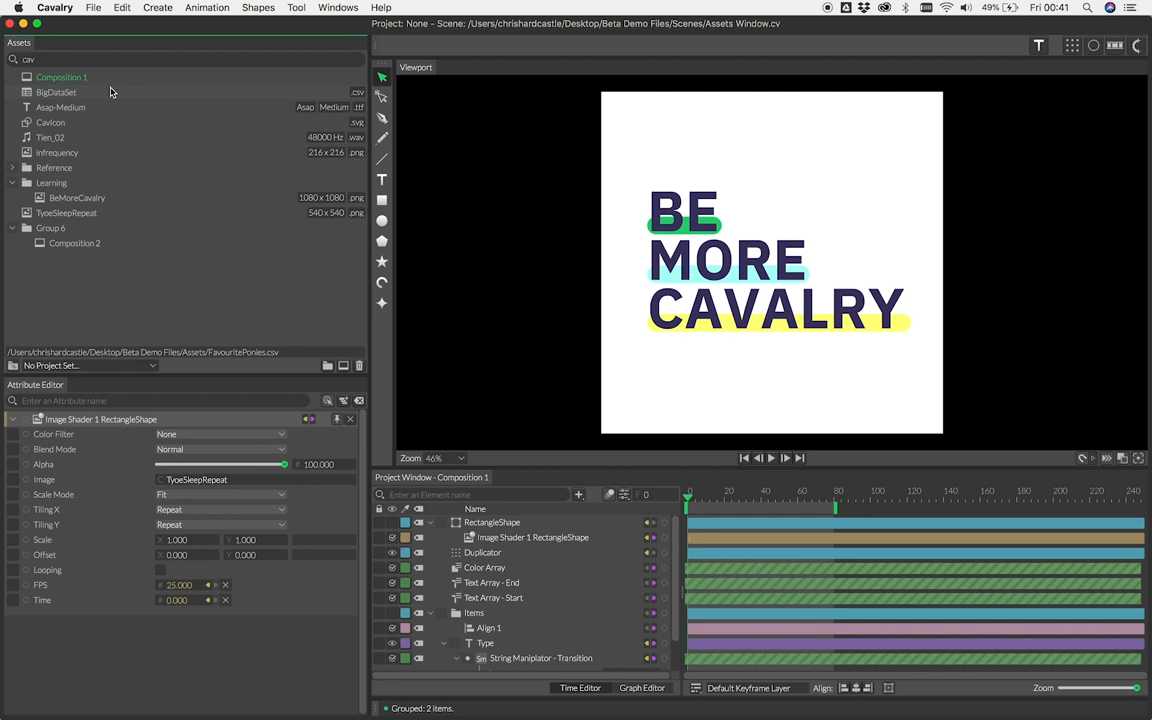 Cavalry File Edit Create Animation Shapes Tool Windows Help 49% Fri 00:41
Project: None - Scene: /Users/chrishardcastle/Desktop/Beta Demo Files/Scenes/Assets Window.cv
Assets
cav
Composition 1
BigDataSet .csv
Asap-Medium Asap Medium .ttf
CavIcon .svg
Tien_02 48000 Hz .wav
infrequency 216 x 216 .png
Reference
Learning
BeMoreCavalry 1080 x 1080 .png
TyoeSleepRepeat 540 x 540 .png
Group 6
Composition 2
/Users/chrishardcastle/Desktop/Beta Demo Files/Assets/FavouritePonies.csv
No Project Set...
Attribute Editor
Enter an Attribute name
Image Shader 1 RectangleShape
Color Filter None
Blend Mode Normal
Alpha # 100.000
Image TyoeSleepRepeat
Scale Mode Fit
Tiling X Repeat
Tiling Y Repeat
Scale X 1.000 Y 1.000
Offset X 0.000 Y 0.000
Looping
FPS # 25.000
Time # 0.000
Viewport
BE
MORE
CAVALRY
Zoom 46%
Project Window - Composition 1
Enter an Element name F 0
0 20 40 60 80 100 120 140 160 180 200 220 240
Name
RectangleShape
Image Shader 1 RectangleShape
Duplicator
Color Array
Text Array - End
Text Array - Start
Items
Align 1
Type
Sm String Maniplator - Transition
Time Editor Graph Editor Default Keyframe Layer Align: Zoom
Grouped: 2 items.